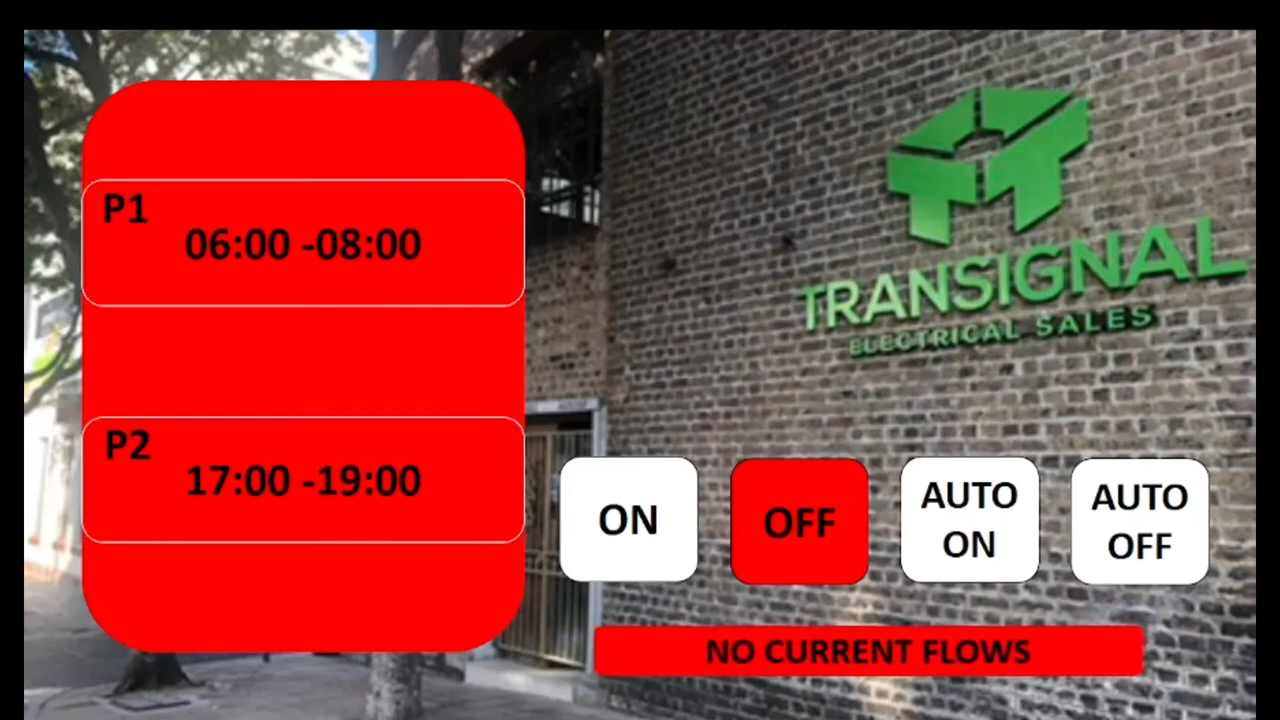 P1
06:00 -08:00
P2
17:00 -19:00
TRANSIGNAL
ELECTRICAL SALES
ON
OFF
AUTO
ON
AUTO
OFF
NO CURRENT FLOWS